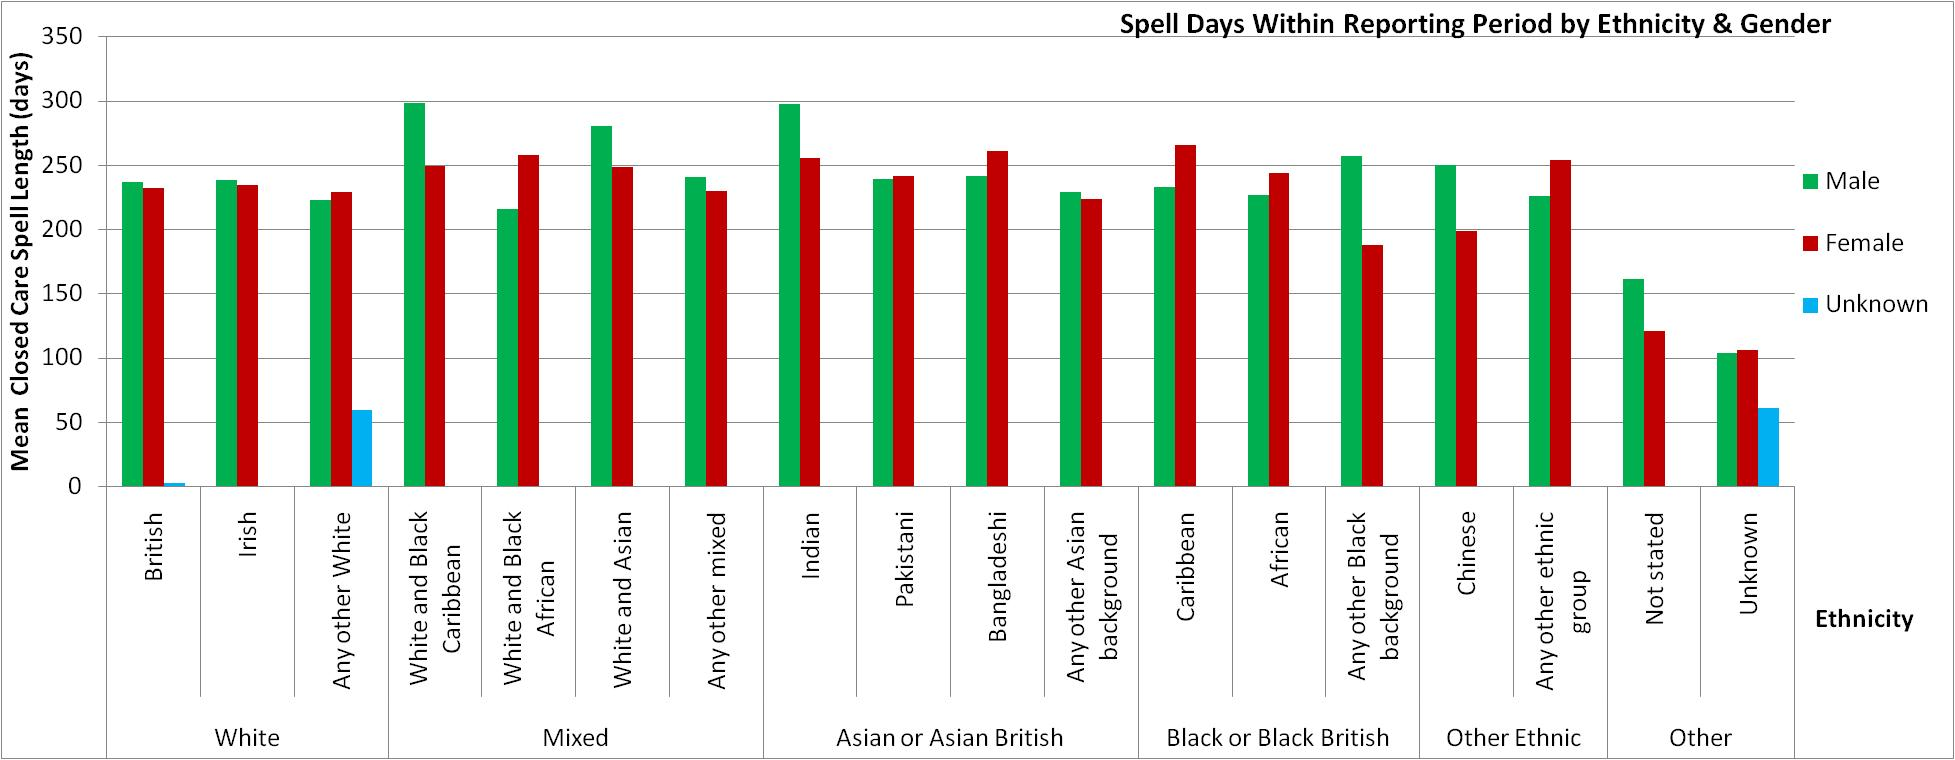 Spell Days Within Reporting Period by Ethnicity & Gender
Mean Closed Care Spell Length (days)
350
300
250
200
150
100
50
0
Male
Female
Unknown
British
Irish
Any other White
White and Black
Caribbean
White and Black
African
White and Asian
Any other mixed
Indian
Pakistani
Bangladeshi
Any other Asian
background
Caribbean
African
Any other Black
background
Chinese
Any other ethnic
group
Not stated
Unknown
Ethnicity
White
Mixed
Asian or Asian British
Black or Black British
Other Ethnic
Other